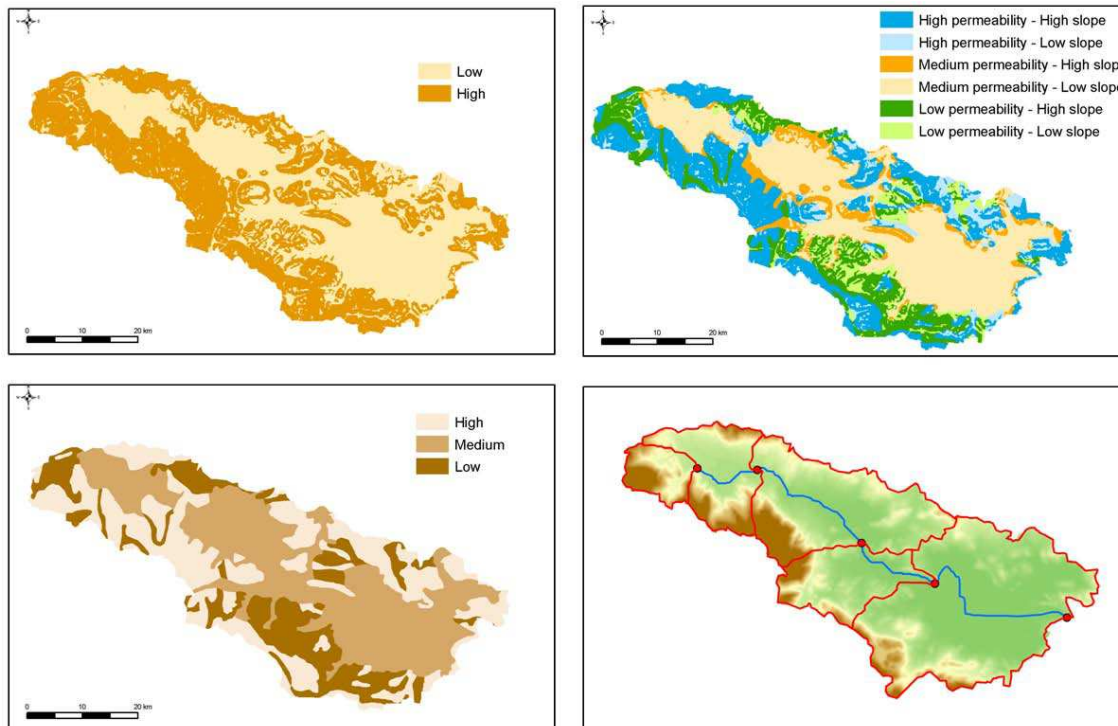 Low
High
0 10 20 km
High permeability - High slope
High permeability - Low slope
Medium permeability - High slope
Medium permeability - Low slope
Low permeability - High slope
Low permeability - Low slope
0 10 20 km
High
Medium
Low
0 10 20 km